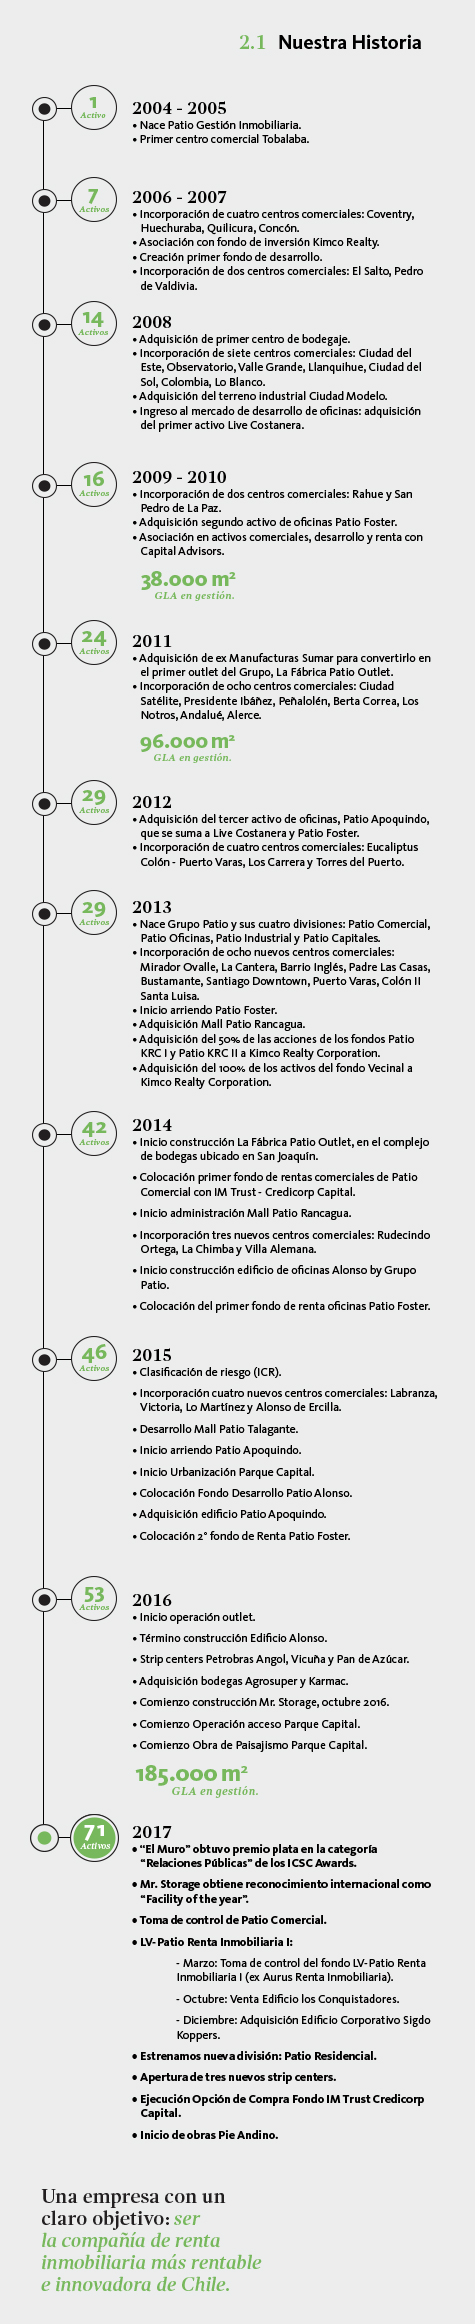 2.1 Nuestra Historia
1
Activo
2004 - 2005
• Nace Patio Gestión Inmobiliaria.
• Primer centro comercial Tobalaba.
7
Activos
2006 - 2007
• Incorporación de cuatro centros comerciales: Coventry,
Huechuraba, Quilicura, Concón.
• Asociación con fondo de inversión Kimco Realty.
• Creación primer fondo de desarrollo.
• Incorporación de dos centros comerciales: El Salto, Pedro
de Valdivia.
14
Activos
2008
• Adquisición de primer centro de bodegaje.
• Incorporación de siete centros comerciales: Ciudad del
Este, Observatorio, Valle Grande, Llanquihue, Ciudad del
Sol, Colombia, Lo Blanco.
• Adquisición del terreno industrial Ciudad Modelo.
• Ingreso al mercado de desarrollo de oficinas: adquisición
del primer activo Live Costanera.
16
Activos
2009 - 2010
• Incorporación de dos centros comerciales: Rahue y San
Pedro de La Paz.
• Adquisición segundo activo de oficinas Patio Foster.
• Asociación en activos comerciales, desarrollo y renta con
Capital Advisors.
38.000 m²
GLA en gestión.
24
Activos
2011
• Adquisición de ex Manufacturas Sumar para convertirlo en
el primer outlet del Grupo, La Fábrica Patio Outlet.
• Incorporación de ocho centros comerciales: Ciudad
Satélite, Presidente Ibáñez, Peñalolén, Berta Correa, Los
Notros, Andalué, Alerce.
96.000 m²
GLA en gestión.
29
Activos
2012
• Adquisición del tercer activo de oficinas, Patio Apoquindo,
que se suma a Live Costanera y Patio Foster.
• Incorporación de cuatro centros comerciales: Eucaliptus
Colón - Puerto Varas, Los Carrera y Torres del Puerto.
29
Activos
2013
• Nace Grupo Patio y sus cuatro divisiones: Patio Comercial,
Patio Oficinas, Patio Industrial y Patio Capitales.
• Incorporación de ocho nuevos centros comerciales:
Mirador Ovalle, La Cantera, Barrio Inglés, Padre Las Casas,
Bustamante, Santiago Downtown, Puerto Varas, Colón II
Santa Luisa.
• Inicio arriendo Patio Foster.
• Adquisición Mall Patio Rancagua.
• Adquisición del 50% de las acciones de los fondos Patio
KRC I y Patio KRC II a Kimco Realty Corporation.
• Adquisición del 100% de los activos del fondo Vecinal a
Kimco Realty Corporation.
42
Activos
2014
• Inicio construcción La Fábrica Patio Outlet, en el complejo
de bodegas ubicado en San Joaquín.
• Colocación primer fondo de rentas comerciales de Patio
Comercial con IM Trust - Credicorp Capital.
• Inicio administración Mall Patio Rancagua.
• Incorporación tres nuevos centros comerciales: Rudecindo
Ortega, La Chimba y Villa Alemana.
• Inicio construcción edificio de oficinas Alonso by Grupo
Patio.
• Colocación del primer fondo de renta oficinas Patio Foster.
46
Activos
2015
• Clasificación de riesgo (ICR).
• Incorporación cuatro nuevos centros comerciales: Labranza,
Victoria, Lo Martínez y Alonso de Ercilla.
• Desarrollo Mall Patio Talagante.
• Inicio arriendo Patio Apoquindo.
• Inicio Urbanización Parque Capital.
• Colocación Fondo Desarrollo Patio Alonso.
• Adquisición edificio Patio Apoquindo.
• Colocación 2° fondo de Renta Patio Foster.
53
Activos
2016
• Inicio operación outlet.
• Término construcción Edificio Alonso.
• Strip centers Petrobras Angol, Vicuña y Pan de Azúcar.
• Adquisición bodegas Agrosuper y Karmac.
• Comienzo construcción Mr. Storage, octubre 2016.
• Comienzo Operación acceso Parque Capital.
• Comienzo Obra de Paisajismo Parque Capital.
185.000 m²
GLA en gestión.
71
Activos
2017
• “El Muro” obtuvo premio plata en la categoría
“Relaciones Públicas” de los ICSC Awards.
• Mr. Storage obtiene reconocimiento internacional como
“Facility of the year”.
• Toma de control de Patio Comercial.
• LV-Patio Renta Inmobiliaria I:
- Marzo: Toma de control del fondo LV-Patio Renta
Inmobiliaria I (ex Aurus Renta Inmobiliaria).
- Octubre: Venta Edificio los Conquistadores.
- Diciembre: Adquisición Edificio Corporativo Sigdo
Koppers.
• Estrenamos nueva división: Patio Residencial.
• Apertura de tres nuevos strip centers.
• Ejecución Opción de Compra Fondo IM Trust Credicorp
Capital.
• Inicio de obras Pie Andino.
Una empresa con un
claro objetivo: ser
la compañía de renta
inmobiliaria más rentable
e innovadora de Chile.